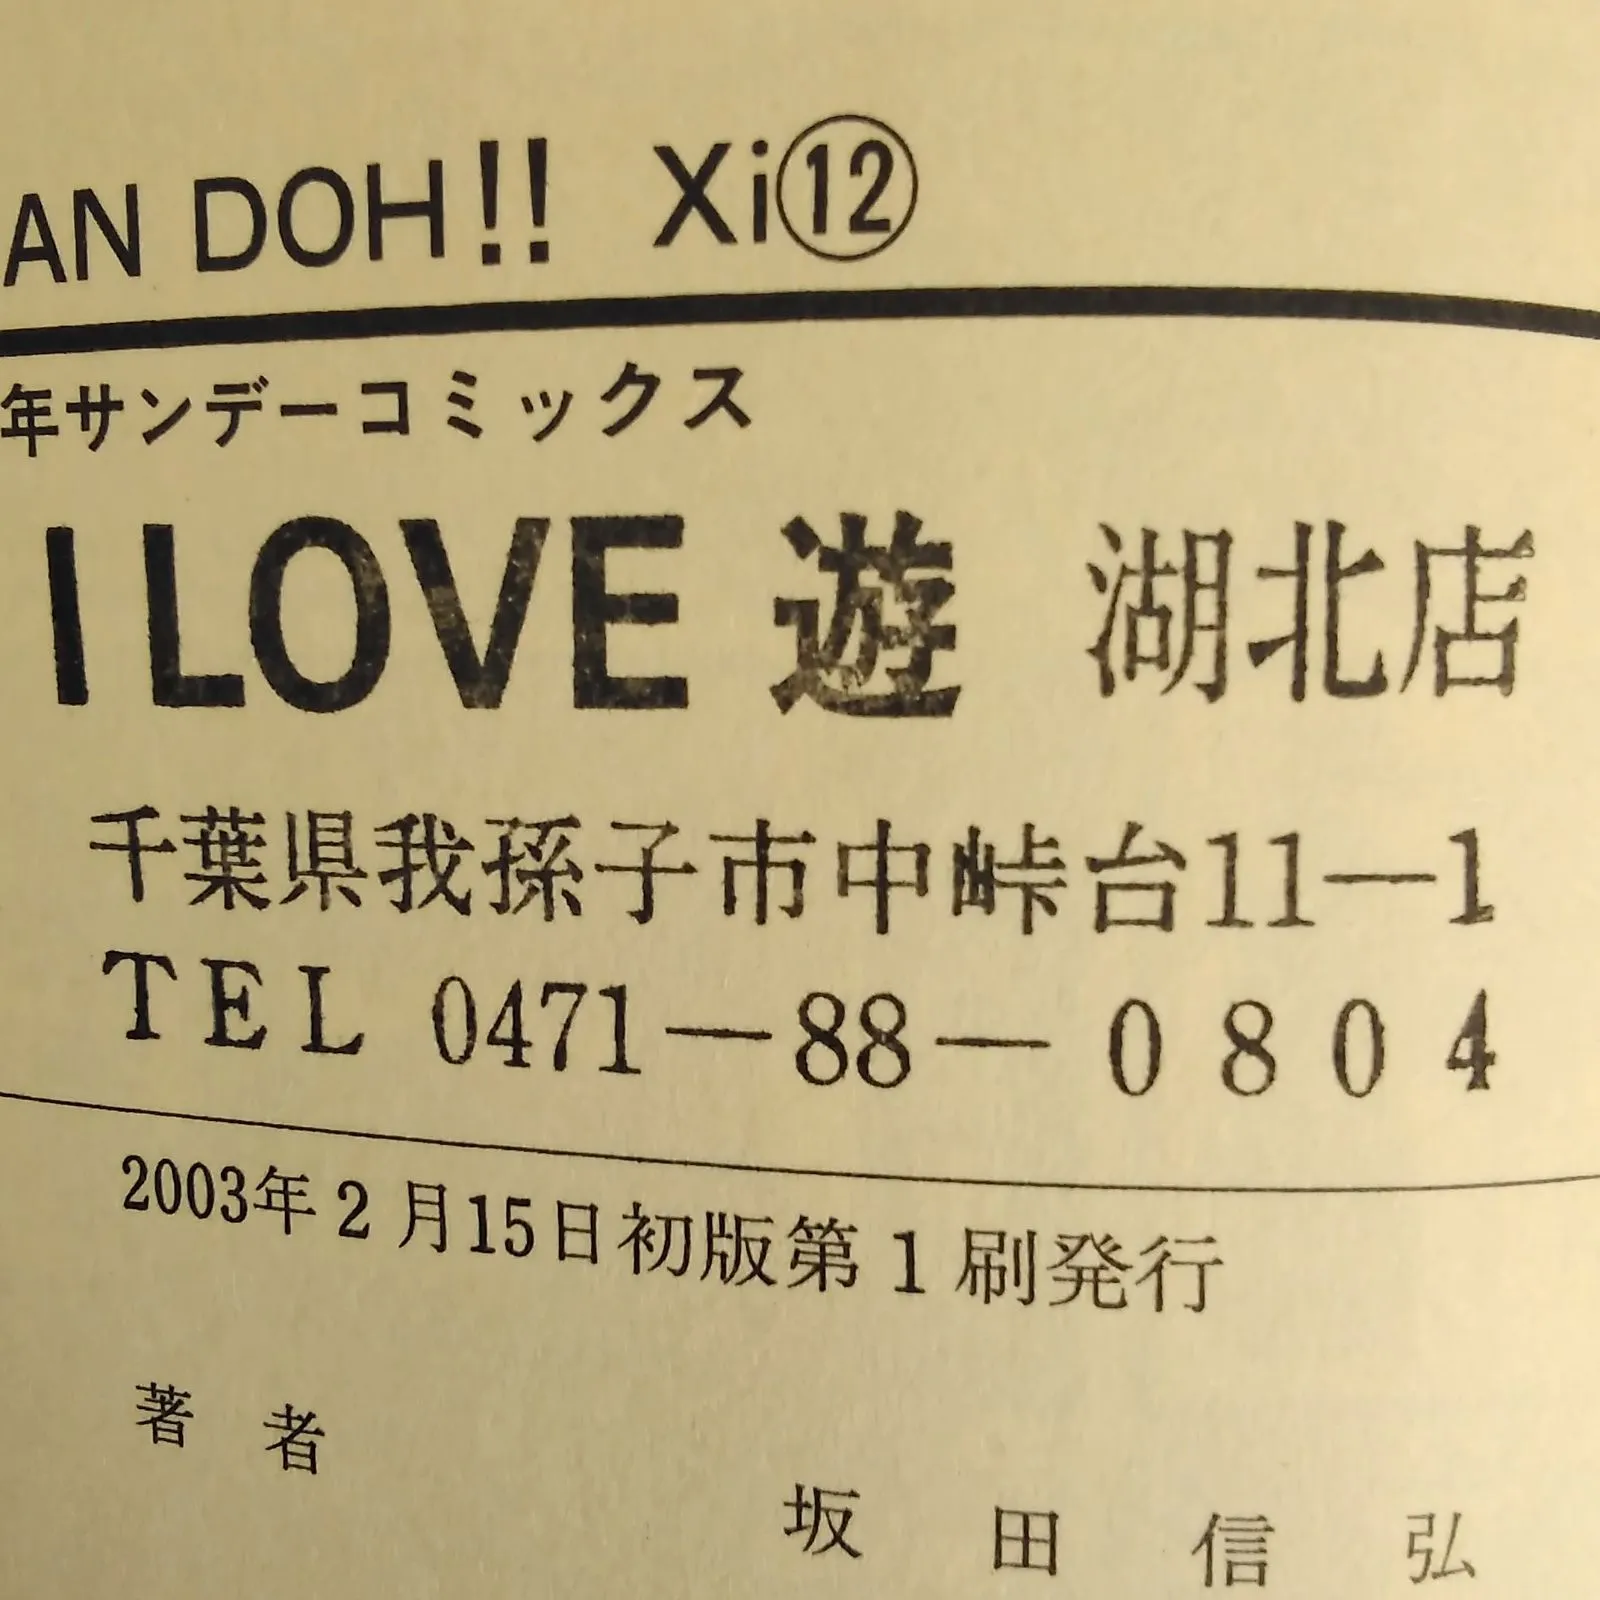 AN DOH!! Xi⑫
年サンデーコミックス
I LOVE 遊 湖北店
千葉県我孫子市中峠台11—1
TEL 0471—88—0804
2003年2月15日初版第1刷発行
著者
坂田信弘